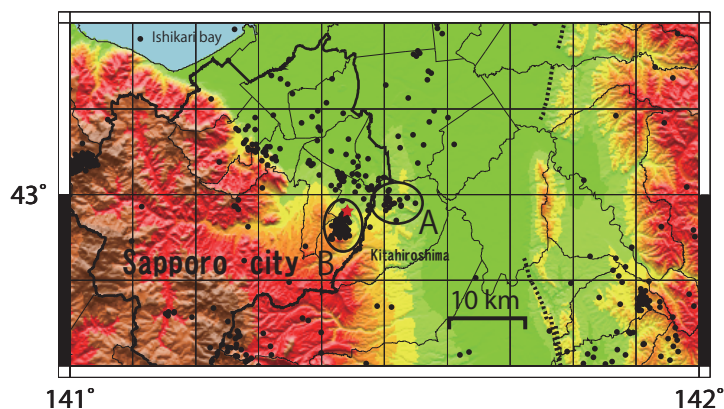 Ishikari bay
43°
A
Kitahiroshima
Sapporo city
B
10 km
141°
142°